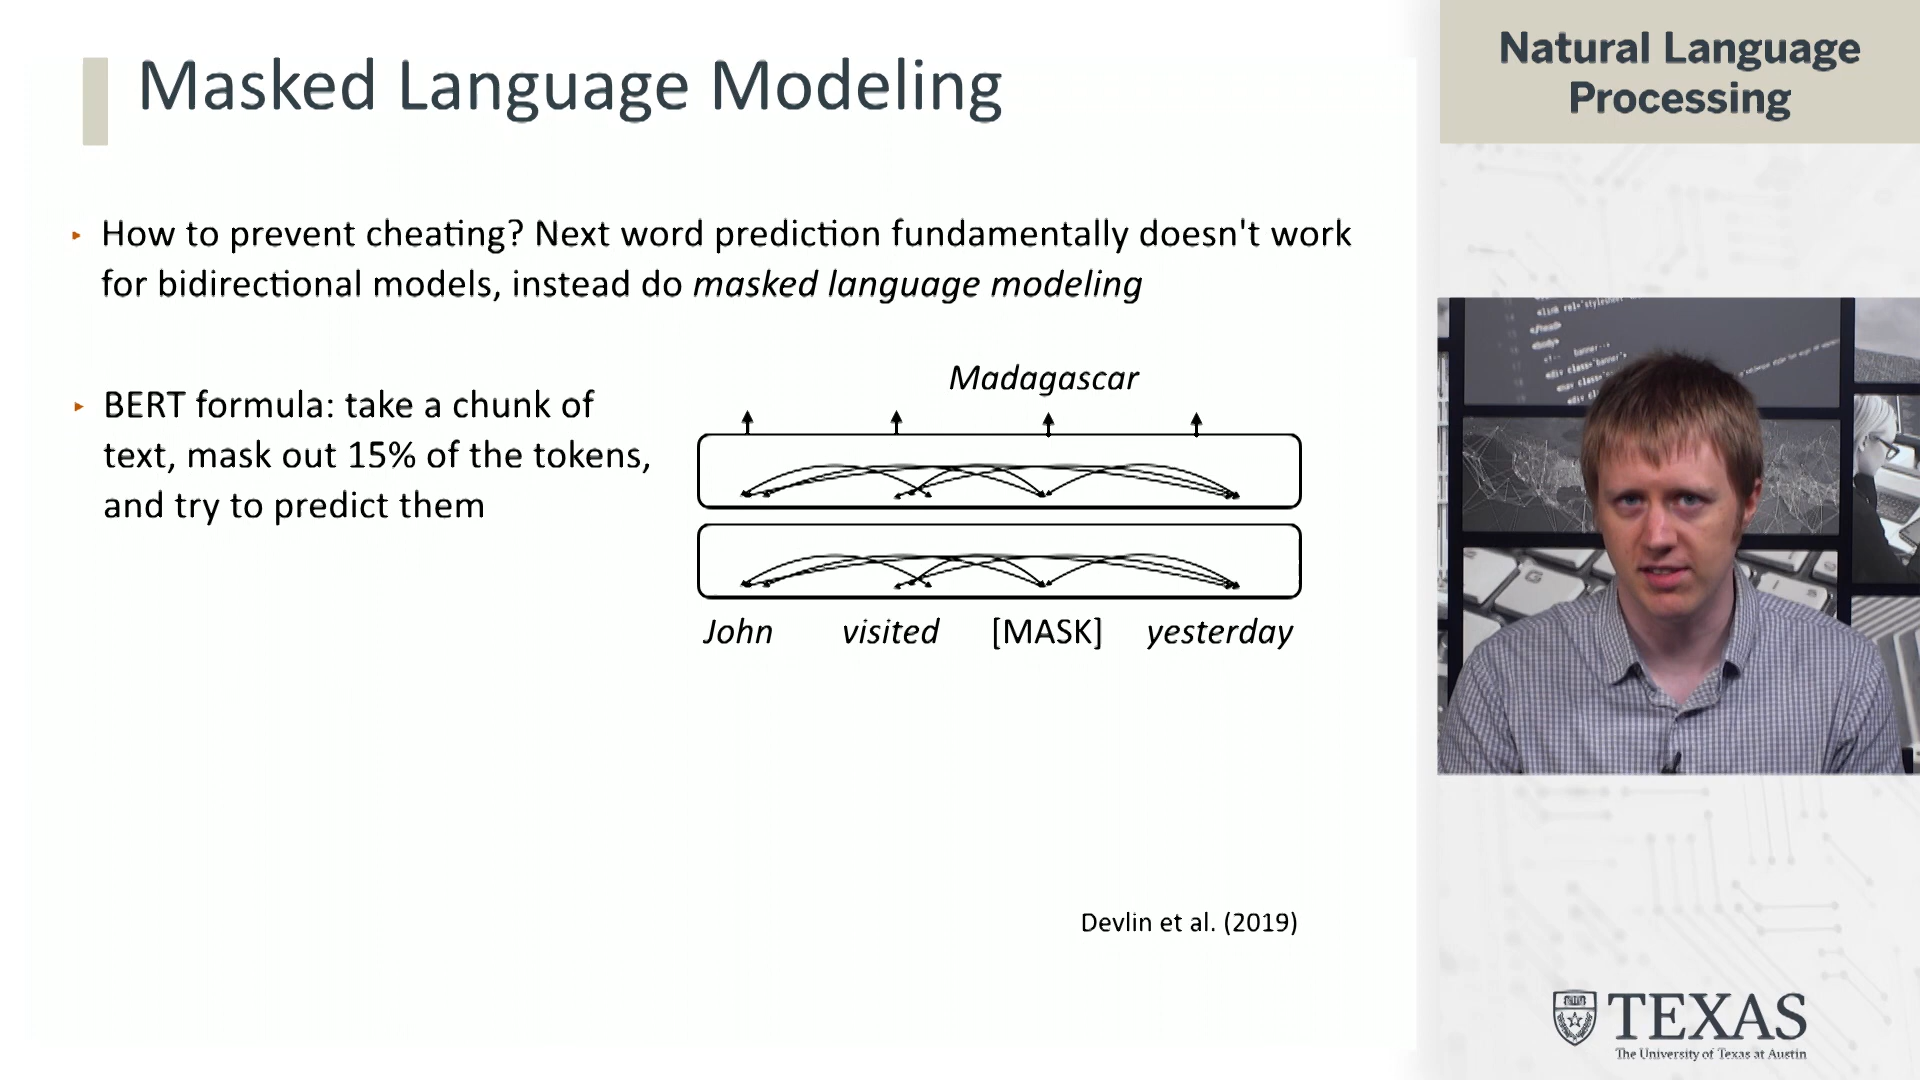 Masked Language Modeling
Natural Language
Processing
‣ How to prevent cheating? Next word prediction fundamentally doesn't work
for bidirectional models, instead do masked language modeling
‣ BERT formula: take a chunk of
text, mask out 15% of the tokens,
and try to predict them
Madagascar
John visited [MASK] yesterday
Devlin et al. (2019)
TEXAS
The University of Texas at Austin